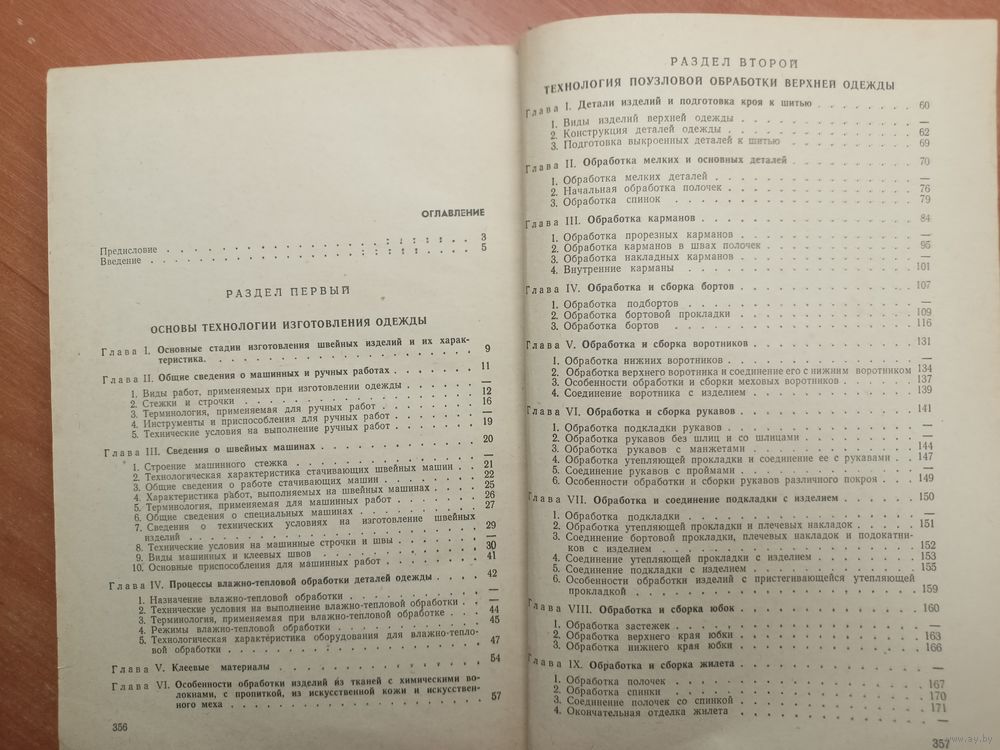 ОГЛАВЛЕНИЕ
Предисловие . . . . . . . . . . 3
Введение . . . . . . . . . . 5
РАЗДЕЛ ПЕРВЫЙ
ОСНОВЫ ТЕХНОЛОГИИ ИЗГОТОВЛЕНИЯ ОДЕЖДЫ
Глава I. Основные стадии изготовления швейных изделий и их харак-
теристика. . . . . . . . . . 9
Глава II. Общие сведения о машинных и ручных работах . . . . . . 11
1. Виды работ, применяемых при изготовлении одежды . . . . . —
2. Стежки и строчки . . . . . . . . . . 12
3. Терминология, применяемая для ручных работ . . . . . 16
4. Инструменты и приспособления для ручных работ . . . . . —
5. Технические условия на выполнение ручных работ . . . . . 19
Глава III. Сведения о швейных машинах . . . . . . . . . . 20
1. Строение машинного стежка . . . . . . . . . . —
2. Технологическая характеристика стачивающих швейных машин . . 21
3. Общие сведения о работе стачивающих машин . . . . . 22
4. Характеристика работ, выполняемых на швейных машинах . . . . 25
5. Терминология, применяемая для машинных работ . . . . . 26
6. Общие сведения о специальных машинах . . . . . 27
7. Сведения о технических условиях на изготовление швейных
изделий . . . . . . . . . . 29
8. Технические условия на машинные строчки и швы . . . . . 30
9. Виды машинных и клеевых швов . . . . . 41
10. Основные приспособления для машинных работ . . . . .
Глава IV. Процессы влажно-тепловой обработки деталей одежды . . . . 42
1. Назначение влажно-тепловой обработки . . . . . —
2. Технические условия на выполнение влажно-тепловой обработки . . —
3. Терминология, применяемая при влажно-тепловой обработке . . . 44
4. Режимы влажно-тепловой обработки . . . . . 45
5. Технологическая характеристика оборудования для влажно-тепло-
вой обработки . . . . . . . . . . 47
Глава V. Клеевые материалы . . . . . . . . . . 54
Глава VI. Особенности обработки изделий из тканей с химическими во-
локнами, с пропиткой, из искусственной кожи и искусствен-
ного меха . . . . . . . . . . 57
356
РАЗДЕЛ ВТОРОЙ
ТЕХНОЛОГИЯ ПОУЗЛОВОЙ ОБРАБОТКИ ВЕРХНЕЙ ОДЕЖДЫ
Глава I. Детали изделий и подготовка кроя к шитью . . . . . . . . 60
1. Виды изделий верхней одежды . . . . . . . . . . —
2. Конструкция деталей одежды . . . . . . . . . . 62
3. Подготовка выкроенных деталей к шитью . . . . . . . . . . 69
Глава II. Обработка мелких и основных деталей . . . . . . . . . . 70
1. Обработка мелких деталей . . . . . . . . . . —
2. Начальная обработка полочек . . . . . . . . . . 76
3. Обработка спинок . . . . . . . . . . 79
Глава III. Обработка карманов . . . . . . . . . . 84
1. Обработка прорезных карманов . . . . . . . . . . —
2. Обработка карманов в швах полочек . . . . . . . . . . 95
3. Обработка накладных карманов . . . . . . . . . . —
4. Внутренние карманы . . . . . . . . . . 101
Глава IV. Обработка и сборка бортов . . . . . . . . . . 107
1. Обработка подбортов . . . . . . . . . . —
2. Обработка бортовой прокладки . . . . . . . . . . 109
3. Обработка бортов . . . . . . . . . . 116
Глава V. Обработка и сборка воротников . . . . . . . . . . 131
1. Обработка нижних воротников . . . . . . . . . . —
2. Обработка верхнего воротника и соединение его с нижним воротником 134
3. Особенности обработки и сборки меховых воротников . . . . . 137
4. Соединение воротника с изделием . . . . . . . . . . 139
Глава VI. Обработка и сборка рукавов . . . . . . . . . . 141
1. Обработка подкладки рукавов . . . . . . . . . . —
2. Обработка рукавов без шлиц и со шлицами . . . . . . . . —
3. Обработка рукавов с манжетами . . . . . . . . . . 144
4. Обработка утепляющей прокладки и соединение ее с рукавами . . 147
5. Соединение рукавов с проймами . . . . . . . . . . —
6. Особенности обработки и сборки рукавов различного покроя . . . 149
Глава VII. Обработка и соединение подкладки с изделием . . . . . . 150
1. Обработка подкладки . . . . . . . . . . —
2. Обработка утепляющей прокладки и плечевых накладок . . . . . 151
3. Соединение бортовой прокладки, плечевых накладок и подокатни-
ков с изделием . . . . . . . . . . 152
4. Соединение утепляющей прокладки с изделием . . . . . 153
5. Соединение подкладки с изделием . . . . . . . . . . 155
6. Особенности обработки изделий с пристегивающейся утепляющей
прокладкой . . . . . . . . . . 159
Глава VIII. Обработка и сборка юбок . . . . . . . . . . 160
1. Обработка застежек . . . . . . . . . . —
2. Обработка верхнего края юбки . . . . . . . . . . 163
3. Обработка нижнего края юбки . . . . . . . . . . 166
Глава IX. Обработка и сборка жилета . . . . . . . . . .
1. Обработка полочек . . . . . . . . . . 167
2. Обработка спинки . . . . . . . . . . 170
3. Соединение полочек со спинкой . . . . . . . . . . 171
4. Окончательная отделка жилета . . . . . . . . . . —
357
www.ay.by